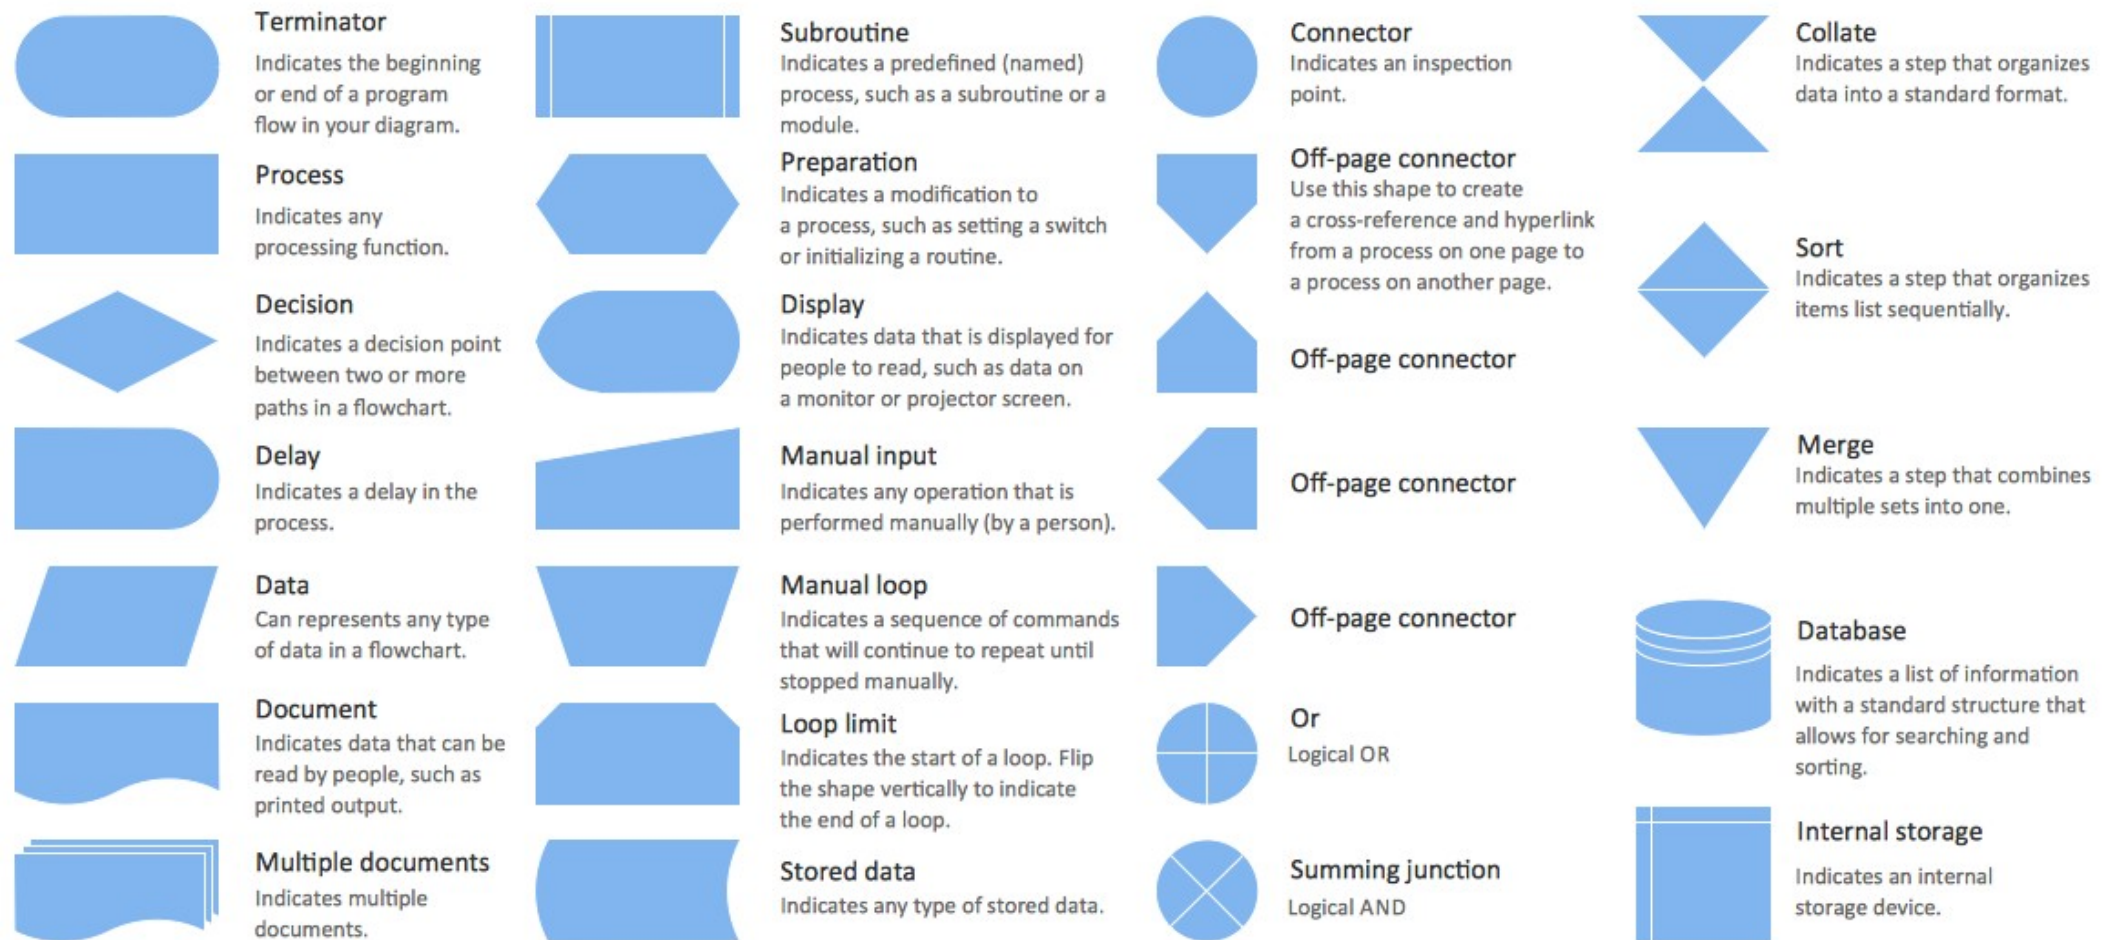 Terminator
Indicates the beginning
or end of a program
flow in your diagram.
Process
Indicates any
processing function.
Decision
Indicates a decision point
between two or more
paths in a flowchart.
Delay
Indicates a delay in the
process.
Data
Can represents any type
of data in a flowchart.
Document
Indicates data that can be
read by people, such as
printed output.
Multiple documents
Indicates multiple
documents.
Subroutine
Indicates a predefined (named)
process, such as a subroutine or a
module.
Preparation
Indicates a modification to
a process, such as setting a switch
or initializing a routine.
Display
Indicates data that is displayed for
people to read, such as data on
a monitor or projector screen.
Manual input
Indicates any operation that is
performed manually (by a person).
Manual loop
Indicates a sequence of commands
that will continue to repeat until
stopped manually.
Loop limit
Indicates the start of a loop. Flip
the shape vertically to indicate
the end of a loop.
Stored data
Indicates any type of stored data.
Connector
Indicates an inspection
point.
Off-page connector
Use this shape to create
a cross-reference and hyperlink
from a process on one page to
a process on another page.
Off-page connector
Off-page connector
Off-page connector
Or
Logical OR
Summing junction
Logical AND
Collate
Indicates a step that organizes
data into a standard format.
Sort
Indicates a step that organizes
items list sequentially.
Merge
Indicates a step that combines
multiple sets into one.
Database
Indicates a list of information
with a standard structure that
allows for searching and
sorting.
Internal storage
Indicates an internal
storage device.